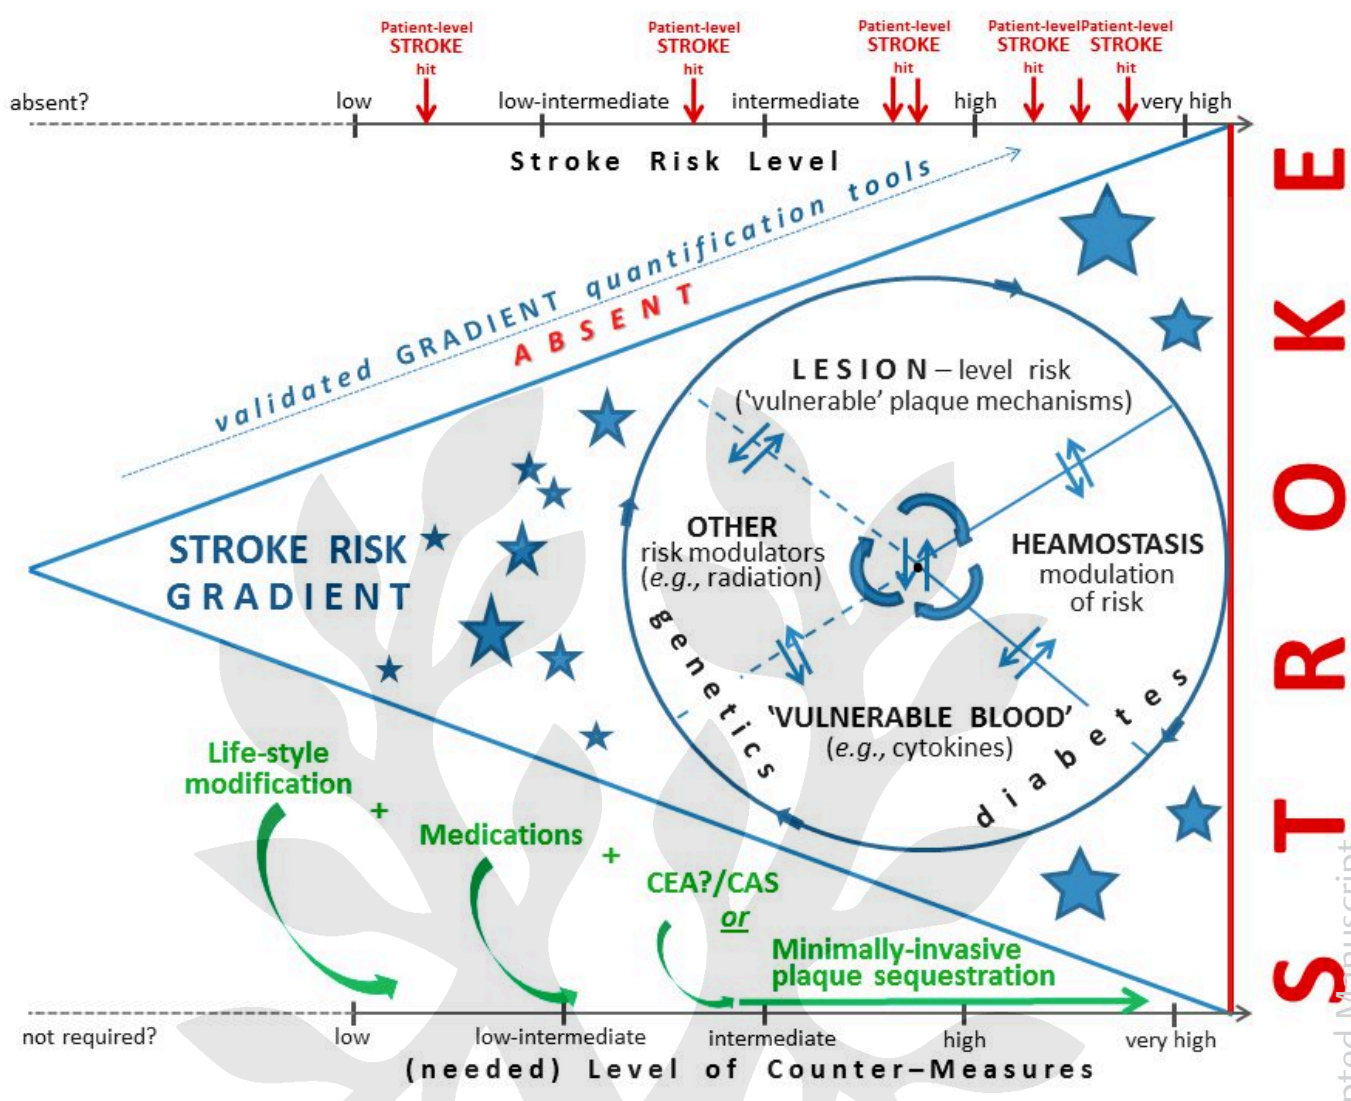 Patient-level
STROKE
hit
Patient-level
STROKE
hit
Patient-level
STROKE
hit
Patient-level
STROKE
hit
Patient-level
STROKE
hit
absent?
low
low-intermediate
intermediate
high
very high
Stroke Risk Level
validated GRADIENT quantification tools
ABSENT
STROKE RISK
GRADIENT
LESION – level risk
('vulnerable' plaque mechanisms)
OTHER
risk modulators
(e.g., radiation)
HEAMOSTASIS
modulation
of risk
'VULNERABLE BLOOD'
(e.g., cytokines)
genetics
diabetes
STROKE
Life-style
modification
+
Medications
+
CEA?/CAS
or
Minimally-invasive
plaque sequestration
not required?
low
low-intermediate
intermediate
high
very high
(needed) Level of Counter–Measures
Manuscript